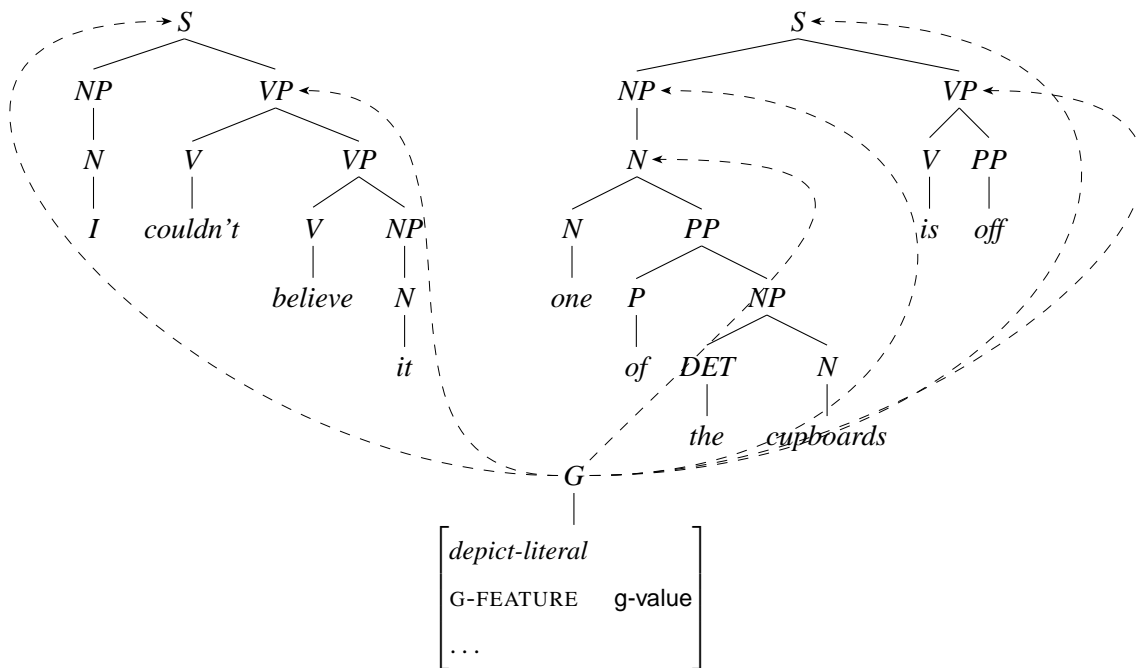 S S
NP VP NP VP
N V VP N V PP
I couldn't V NP N PP is off
believe N one P NP
it of DET N
the cupboards
G
depict-literal
G-FEATURE g-value
...